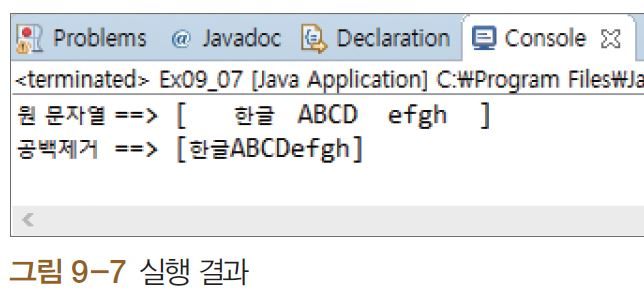 Problems @ Javadoc Declaration Console
<terminated> Ex09_07 [Java Application] C:₩Program Files₩Ja
원 문자열 ==> [   한글  ABCD  efgh  ]
공백제거 ==> [한글ABCDefgh]
그림 9-7 실행 결과